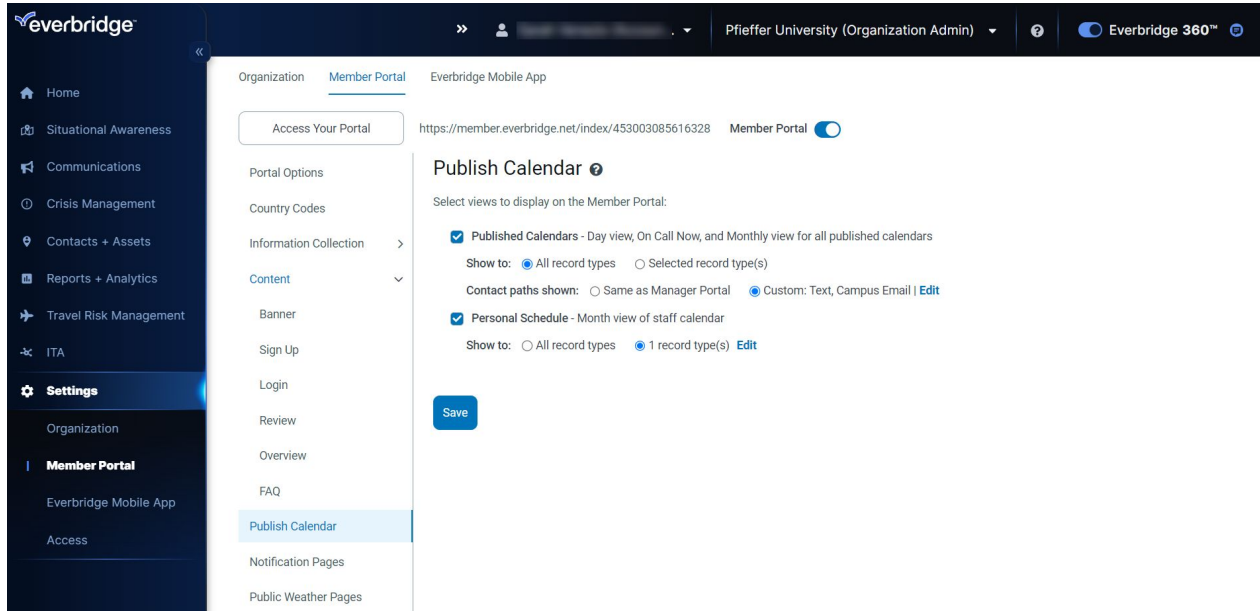 everbridge™
«
» . Pfieffer University (Organization Admin) Everbridge 360™
Home
Situational Awareness
Communications
Crisis Management
Contacts + Assets
Reports + Analytics
Travel Risk Management
ITA
Settings
Organization
Member Portal
Everbridge Mobile App
Access
Organization Member Portal Everbridge Mobile App
Access Your Portal https://member.everbridge.net/index/453003085616328 Member Portal
Portal Options
Country Codes
Information Collection
Content
Banner
Sign Up
Login
Review
Overview
FAQ
Publish Calendar
Notification Pages
Public Weather Pages
Publish Calendar ?
Select views to display on the Member Portal:
Published Calendars - Day view, On Call Now, and Monthly view for all published calendars
Show to: All record types Selected record type(s)
Contact paths shown: Same as Manager Portal Custom: Text, Campus Email | Edit
Personal Schedule - Month view of staff calendar
Show to: All record types 1 record type(s) Edit
Save